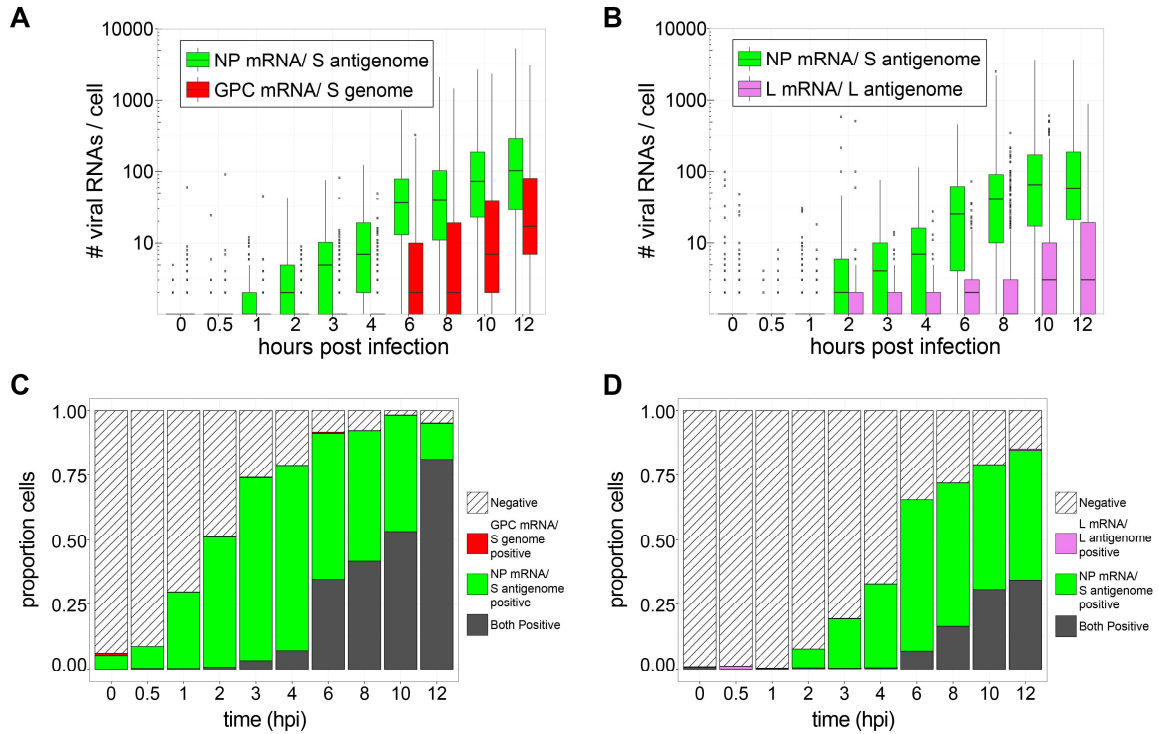 A
10000
1000
100
10
# viral RNAs / cell
NP mRNA/ S antigenome
GPC mRNA/ S genome
0 0.5 1 2 3 4 6 8 10 12
hours post infection
B
10000
1000
100
10
# viral RNAs / cell
NP mRNA/ S antigenome
L mRNA/ L antigenome
0 0.5 1 2 3 4 6 8 10 12
hours post infection
C
1.00
0.75
0.50
0.25
0.00
proportion cells
0 0.5 1 2 3 4 6 8 10 12
time (hpi)
Negative
GPC mRNA/
S genome
positive
NP mRNA/
S antigenome
positive
Both Positive
D
1.00
0.75
0.50
0.25
0.00
proportion cells
0 0.5 1 2 3 4 6 8 10 12
time (hpi)
Negative
L mRNA/
L antigenome
positive
NP mRNA/
S antigenome
positive
Both Positive